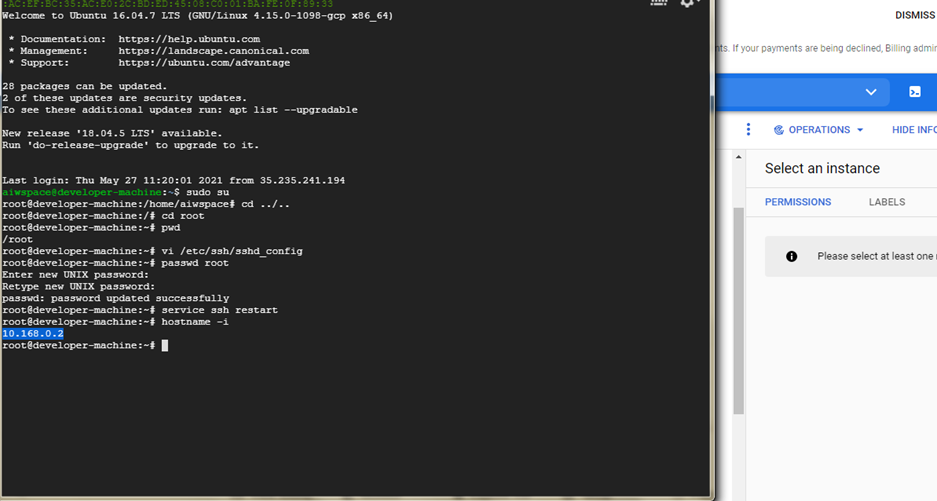 :AC:EF:BC:35:AC:E0:2C:BD:ED:45:08:C0:01:BA:FE:0F:89:33
Welcome to Ubuntu 16.04.7 LTS (GNU/Linux 4.15.0-1098-gcp x86_64)
* Documentation: https://help.ubuntu.com
* Management: https://landscape.canonical.com
* Support: https://ubuntu.com/advantage
28 packages can be updated.
2 of these updates are security updates.
To see these additional updates run: apt list --upgradable
New release '18.04.5 LTS' available.
Run 'do-release-upgrade' to upgrade to it.
Last login: Thu May 27 11:20:01 2021 from 35.235.241.194
aiwspace@developer-machine:~$ sudo su
root@developer-machine:/home/aiwspace# cd ../..
root@developer-machine:/# cd root
root@developer-machine:~# pwd
/root
root@developer-machine:~# vi /etc/ssh/sshd_config
root@developer-machine:~# passwd root
Enter new UNIX password:
Retype new UNIX password:
passwd: password updated successfully
root@developer-machine:~# service ssh restart
root@developer-machine:~# hostname -i
10.168.0.2
root@developer-machine:~#
DISMISS
nts. If your payments are being declined, Billing admin
OPERATIONS
HIDE INFO
Select an instance
PERMISSIONS
LABELS
Please select at least one